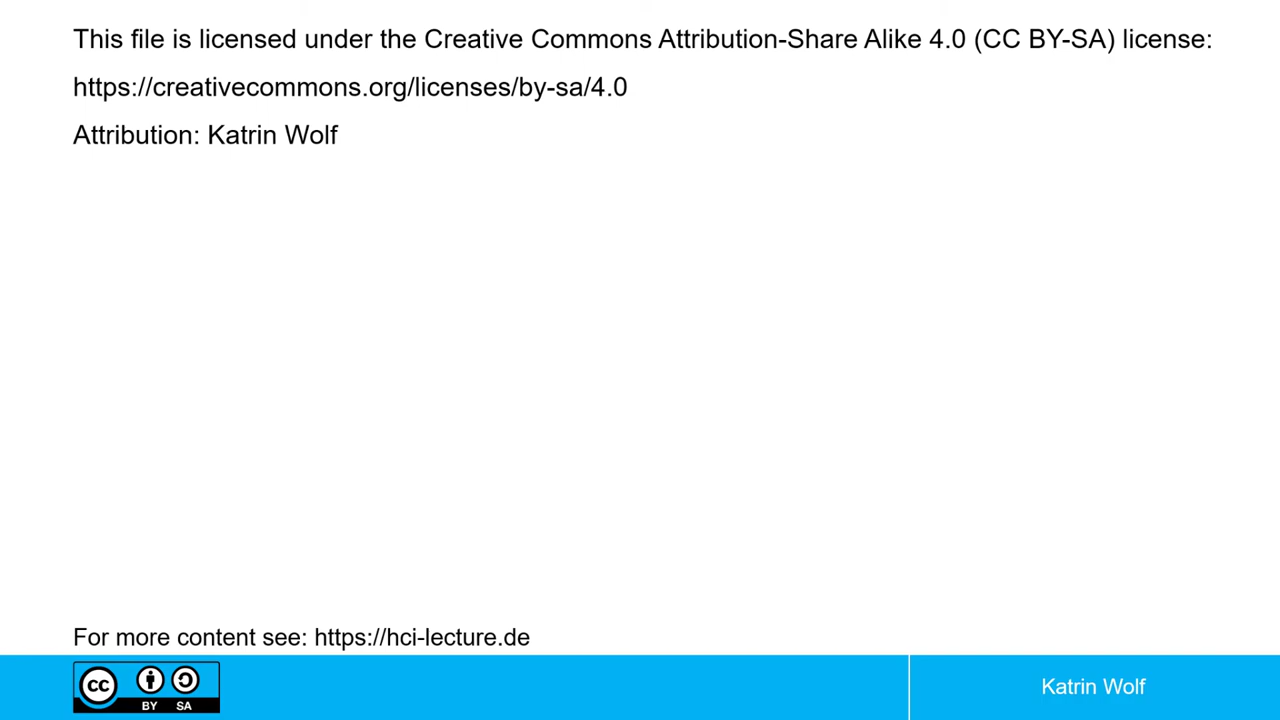 This file is licensed under the Creative Commons Attribution-Share Alike 4.0 (CC BY-SA) license:
https://creativecommons.org/licenses/by-sa/4.0
Attribution: Katrin Wolf
For more content see: https://hci-lecture.de
cc
BY SA
Katrin Wolf